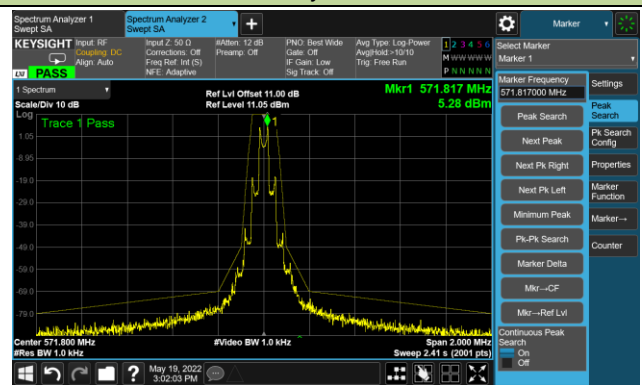 Spectrum Analyzer 1
Swept SA
Spectrum Analyzer 2
Swept SA
+
Marker
KEYSIGHT
LXI
PASS
Input: RF
Coupling: DC
Align: Auto
Input Z: 50 Ω
Corrections: Off
Freq Ref: Int (S)
NFE: Adaptive
#Atten: 12 dB
Preamp: Off
PNO: Best Wide
Gate: Off
IF Gain: Low
Sig Track: Off
Avg Type: Log-Power
Avg|Hold:>10/10
Trig: Free Run
1 2 3 4 5 6
M W W W W W
P N N N N N
Select Marker
Marker 1
1 Spectrum
Scale/Div 10 dB
Ref Lvl Offset 11.00 dB
Ref Level 11.05 dBm
Mkr1 571.817 MHz
5.28 dBm
Log
Trace 1 Pass
1
1.05
-8.95
-19.0
-29.0
-39.0
-49.0
-59.0
-69.0
-79.0
Center 571.800 MHz
#Res BW 1.0 kHz
#Video BW 1.0 kHz
Span 2.000 MHz
Sweep 2.41 s (2001 pts)
Marker Frequency
571.817000 MHz
Peak Search
Next Peak
Next Pk Right
Next Pk Left
Minimum Peak
Pk-Pk Search
Marker Delta
Mkr→CF
Mkr→Ref Lvl
Continuous Peak
Search
On
Off
Settings
Peak
Search
Pk Search
Config
Properties
Marker
Function
Marker→
Counter
?
May 19, 2022
3:02:03 PM